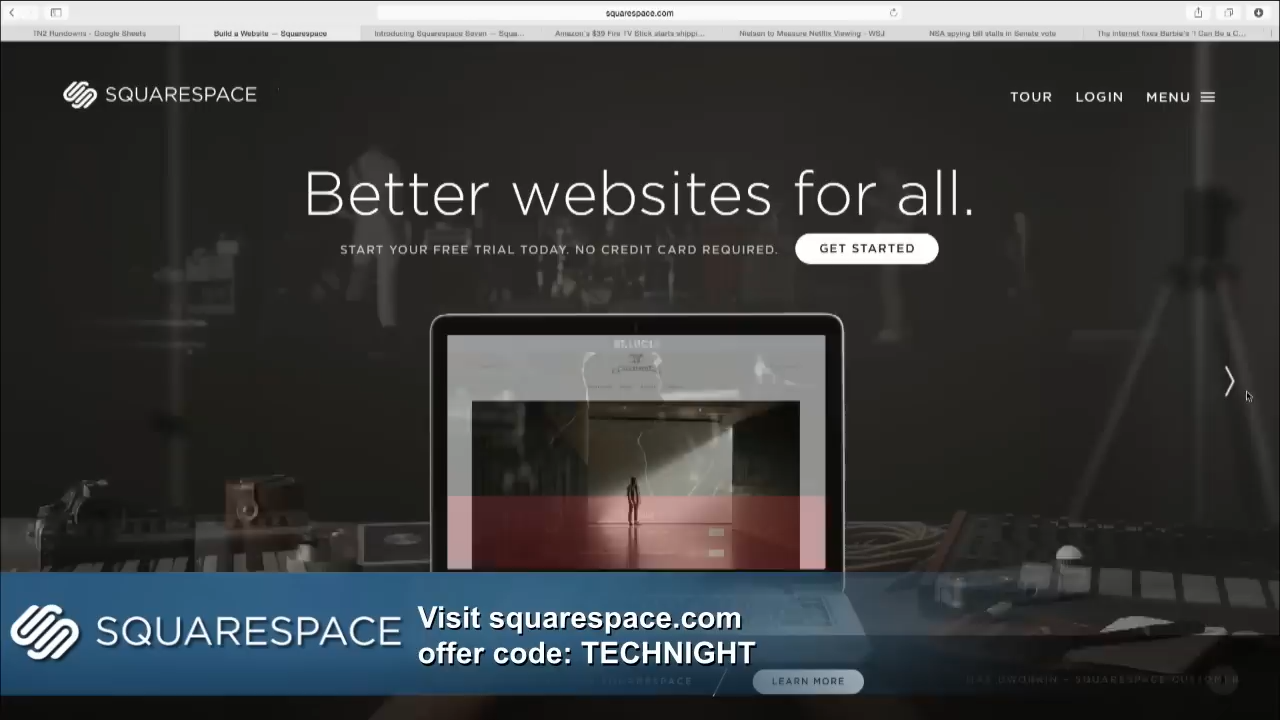 squarespace.com
TN2 Rundowns - Google Sheets
Build a Website — Squarespace
Introducing Squarespace Seven — Squa...
Amazon's $39 Fire TV Stick starts shippi...
Nielsen to Measure Netflix Viewing - WSJ
NSA spying bill stalls in Senate vote
The Internet fixes Barbie's 'I Can Be a C...
SQUARESPACE
TOUR
LOGIN
MENU
Better websites for all.
START YOUR FREE TRIAL TODAY. NO CREDIT CARD REQUIRED.
GET STARTED
SQUARESPACE
Visit squarespace.com
offer code: TECHNIGHT
SQUARESPACE
LEARN MORE
SQUARESPACE CUSTOMER